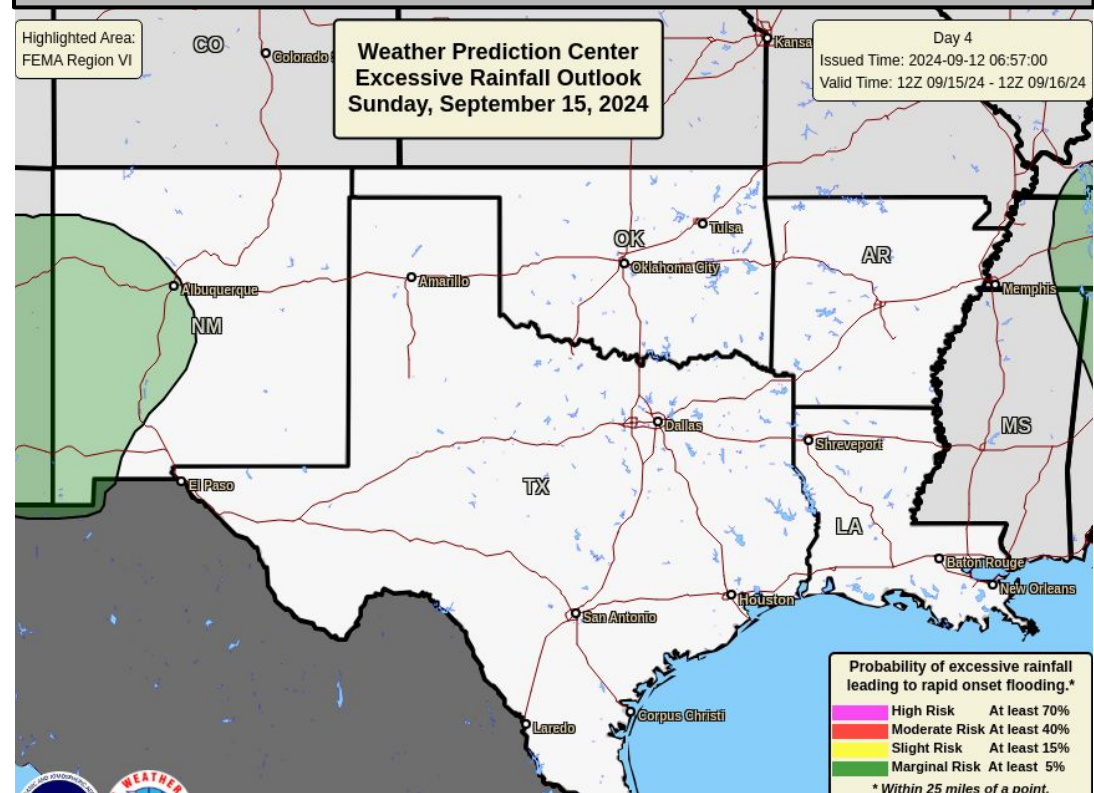 Highlighted Area:
FEMA Region VI
Weather Prediction Center
Excessive Rainfall Outlook
Sunday, September 15, 2024
Day 4
Issued Time: 2024-09-12 06:57:00
Valid Time: 12Z 09/15/24 - 12Z 09/16/24
CO
Colorado
Tulsa
OK
Oklahoma City
AR
Amarillo
Albuquerque
Memphis
NM
Dallas
MS
Shreveport
El Paso
TX
LA
Baton Rouge
New Orleans
Houston
San Antonio
Corpus Christi
Laredo
Probability of excessive rainfall
leading to rapid onset flooding.*
High Risk At least 70%
Moderate Risk At least 40%
Slight Risk At least 15%
Marginal Risk At least 5%
* Within 25 miles of a point.
WEATHER